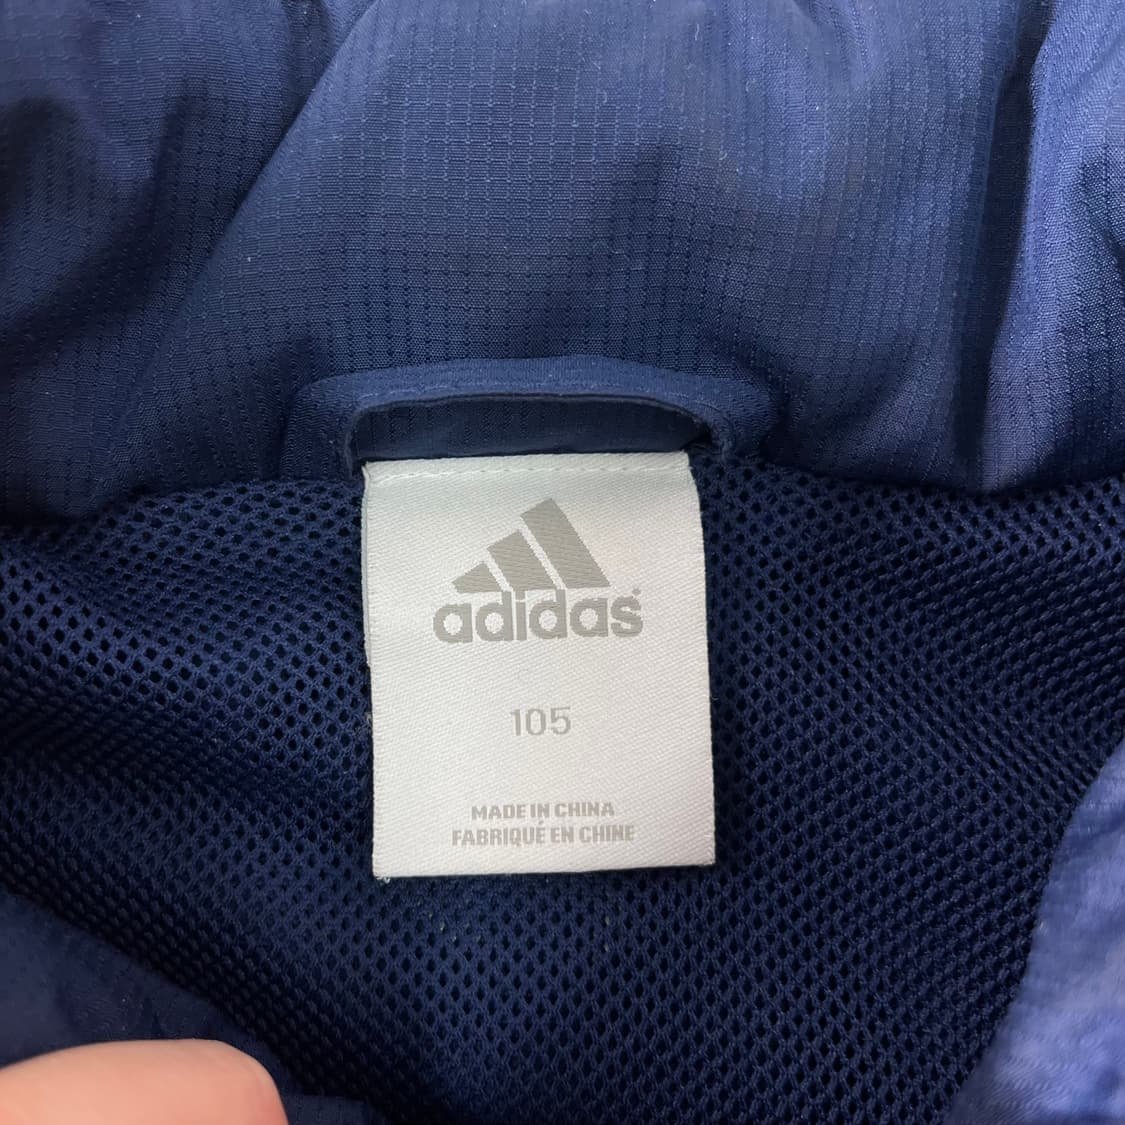 adidas
105
MADE IN CHINA
FABRIQUÉ EN CHINE